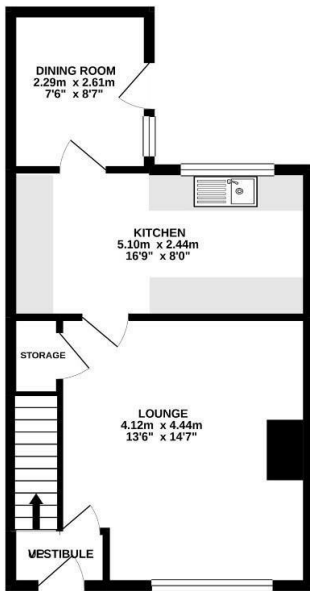 DINING ROOM
2.29m x 2.61m
7'6" x 8'7"
KITCHEN
5.10m x 2.44m
16'9" x 8'0"
STORAGE
LOUNGE
4.12m x 4.44m
13'6" x 14'7"
UP
VESTIBULE